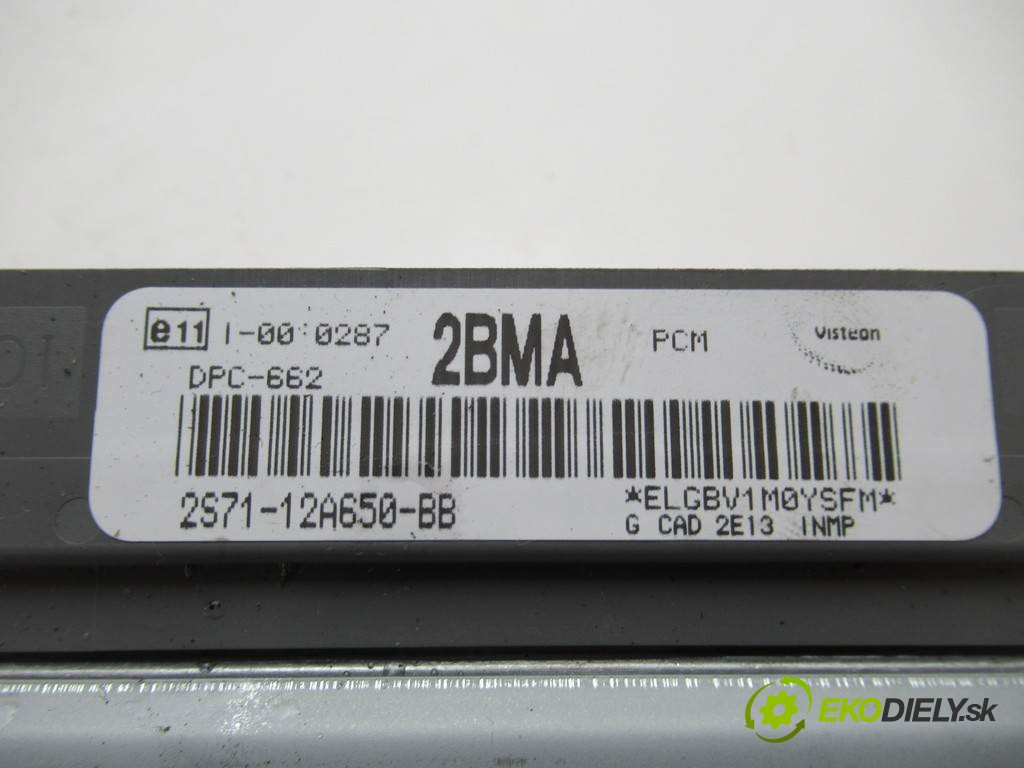 e11 I-00 0287 2BMA PCM Visteon
DPC-662
2S71-12A650-BB *ELGBV1M0YSFM*
G CAD 2E13 INMP
EKODIELY.sk